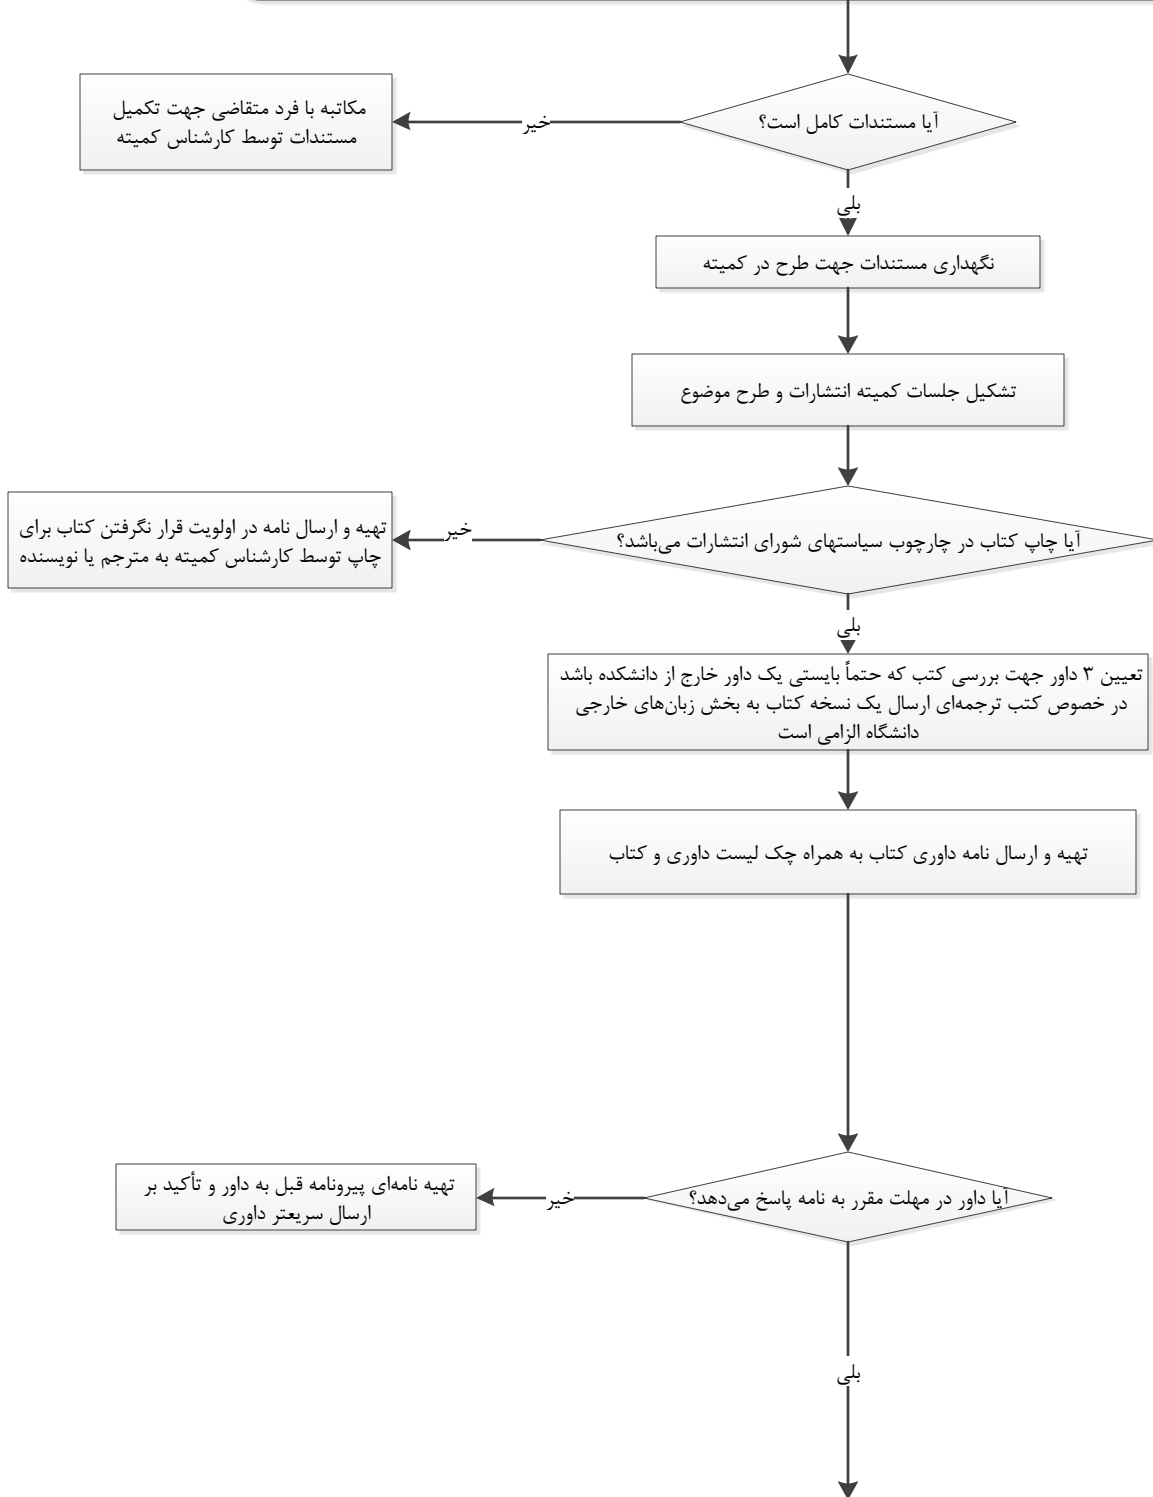 آیا مستندات کامل است؟
خیر
مکاتبه با فرد متقاضی جهت تکمیل
مستندات توسط کارشناس کمیته
بلی
نگهداری مستندات جهت طرح در کمیته
تشکیل جلسات کمیته انتشارات و طرح موضوع
آیا چاپ کتاب در چارچوب سیاستهای شورای انتشارات می‌باشد؟
خیر
تهیه و ارسال نامه در اولویت قرار نگرفتن کتاب برای
چاپ توسط کارشناس کمیته به مترجم یا نویسنده
بلی
تعیین ۳ داور جهت بررسی کتب که حتماً بایستی یک داور خارج از دانشکده باشد
در خصوص کتب ترجمه‌ای ارسال یک نسخه کتاب به بخش زبان‌های خارجی
دانشگاه الزامی است
تهیه و ارسال نامه داوری کتاب به همراه چک لیست داوری و کتاب
آیا داور در مهلت مقرر به نامه پاسخ می‌دهد؟
خیر
تهیه نامه‌ای پیرونامه قبل به داور و تأکید بر
ارسال سریعتر داوری
بلی